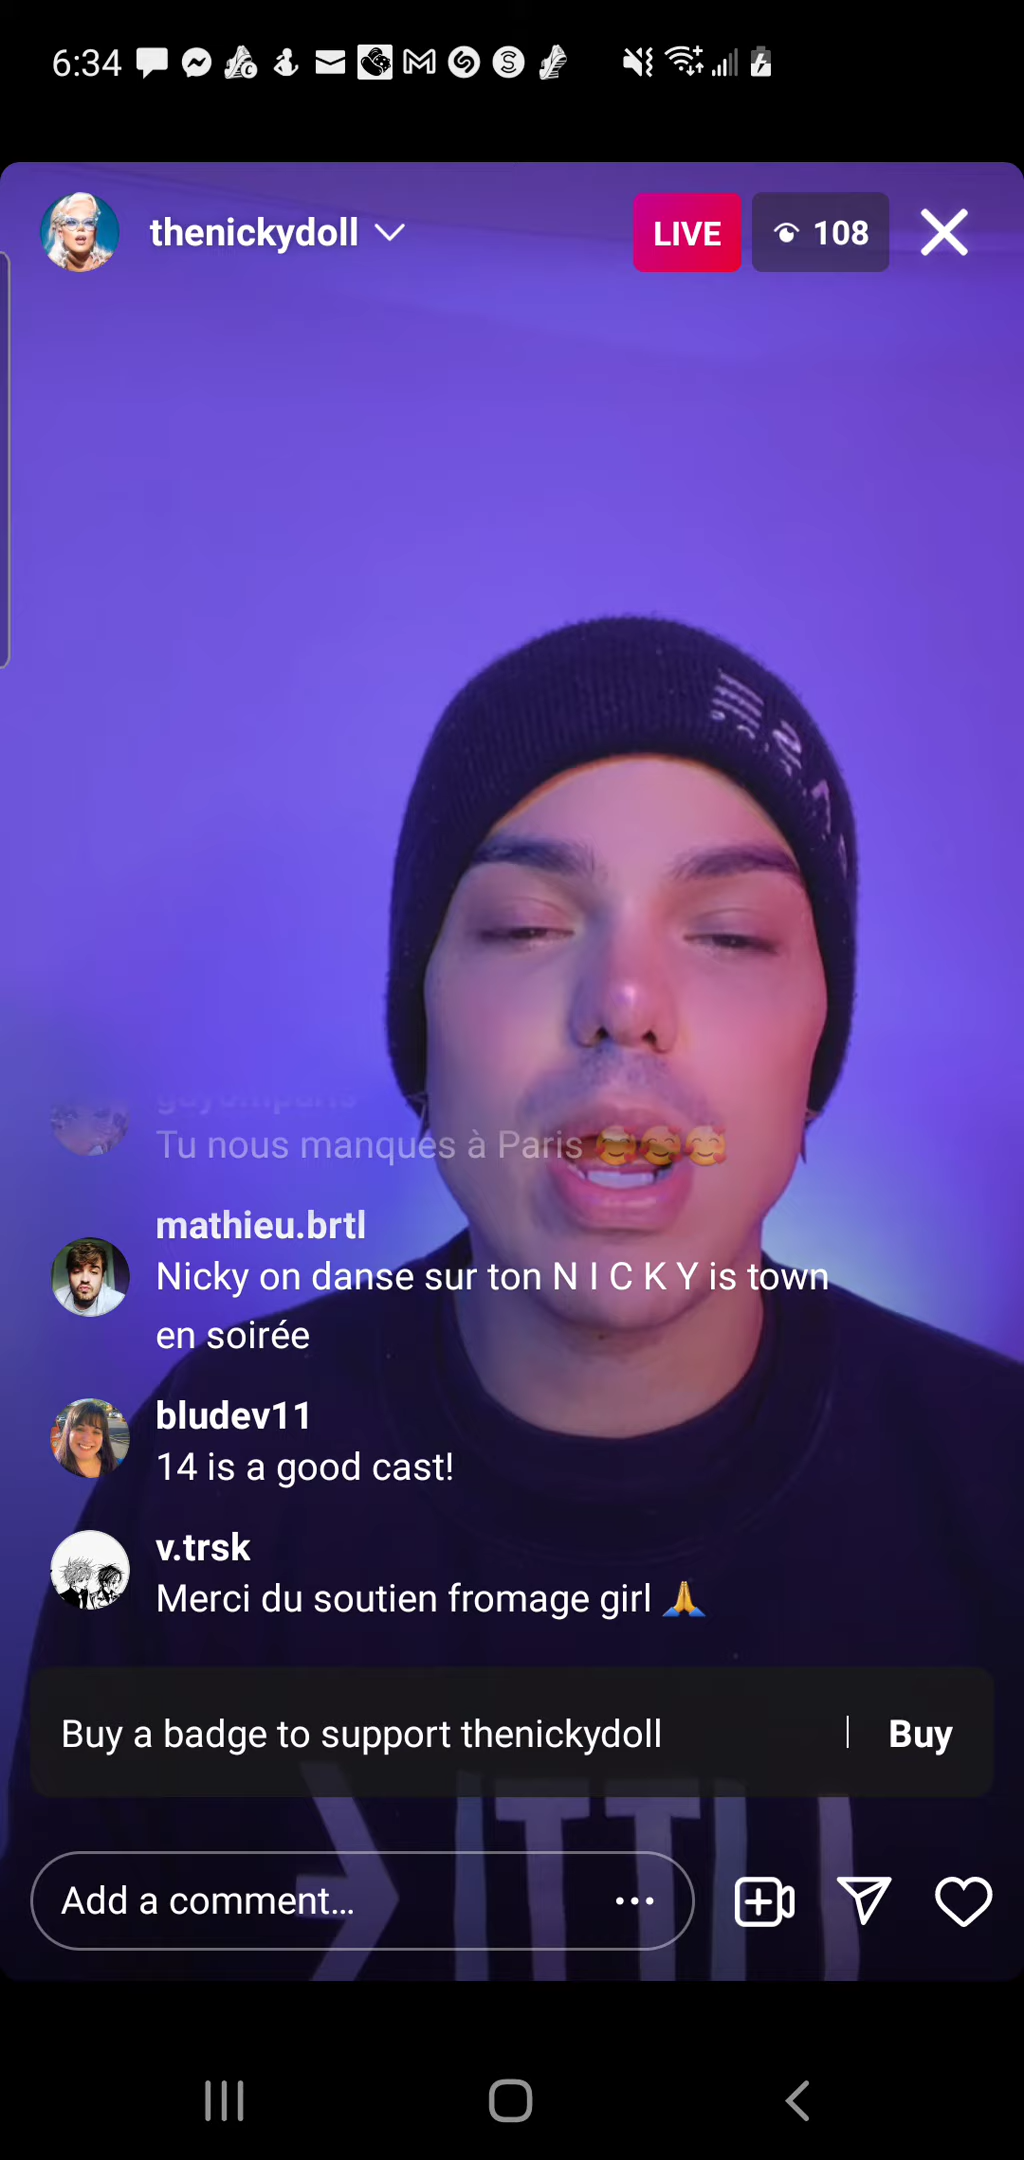 6:34
thenickydoll
LIVE
108
Tu nous manques à Paris 🥰🥰🥰
mathieu.brtl
Nicky on danse sur ton N I C K Y is town
en soirée
bludev11
14 is a good cast!
v.trsk
Merci du soutien fromage girl 🙏
Buy a badge to support thenickydoll
Buy
Add a comment...